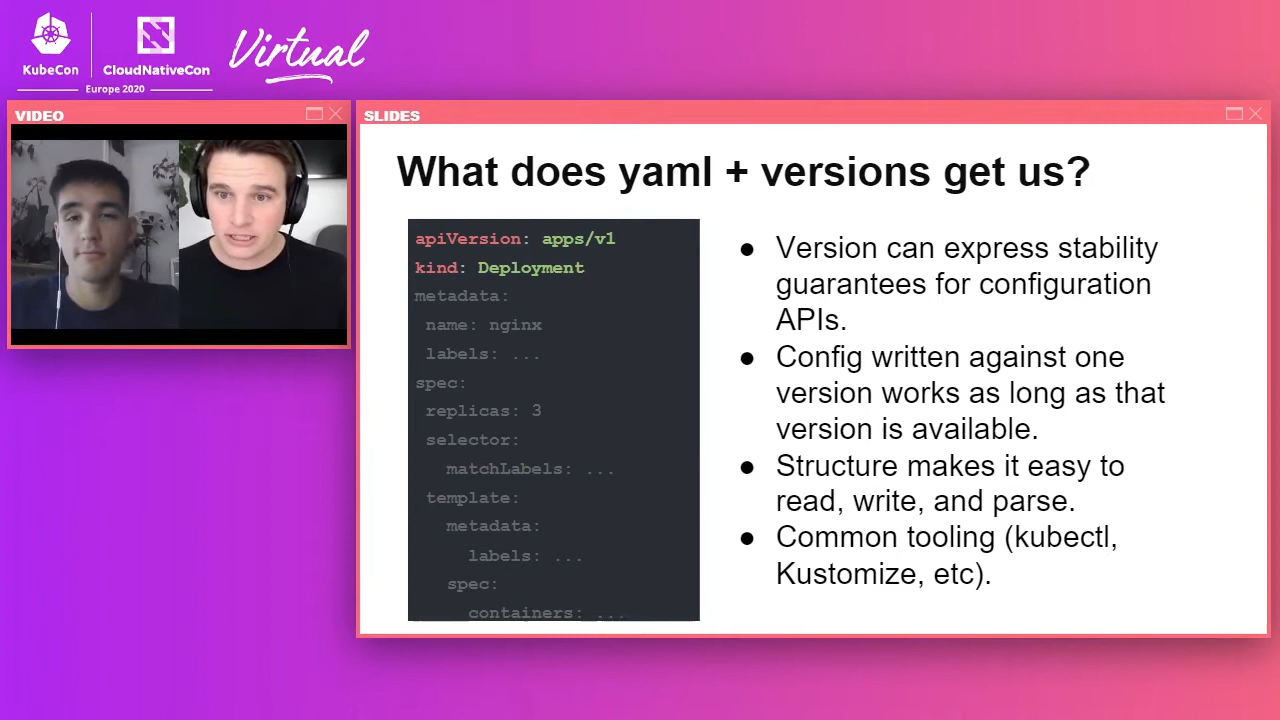 KubeCon
CloudNativeCon
Europe 2020
Virtual
VIDEO
SLIDES
What does yaml + versions get us?
apiVersion: apps/v1
kind: Deployment
metadata:
name: nginx
labels: ...
spec:
replicas: 3
selector:
matchLabels: ...
template:
metadata:
labels: ...
spec:
containers: ...
● Version can express stability
guarantees for configuration
APIs.
● Config written against one
version works as long as that
version is available.
● Structure makes it easy to
read, write, and parse.
● Common tooling (kubectl,
Kustomize, etc).